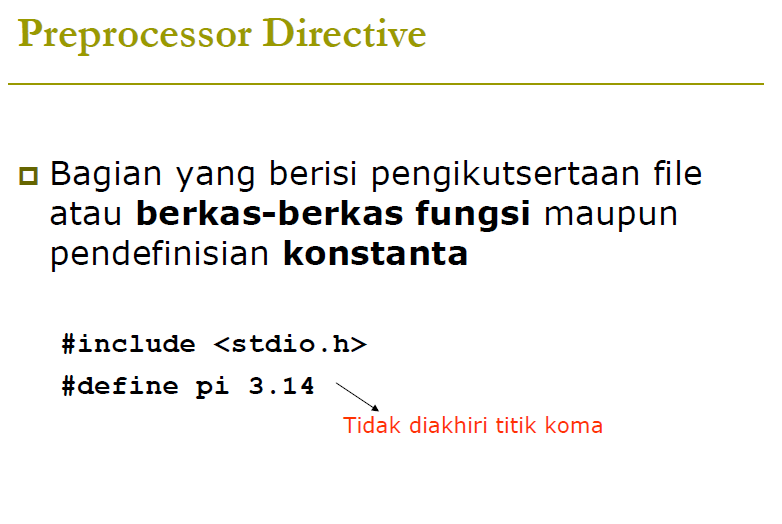 Preprocessor Directive
Bagian yang berisi pengikutsertaan file
atau berkas-berkas fungsi maupun
pendefinisian konstanta
#include <stdio.h>
#define pi 3.14
Tidak diakhiri titik koma